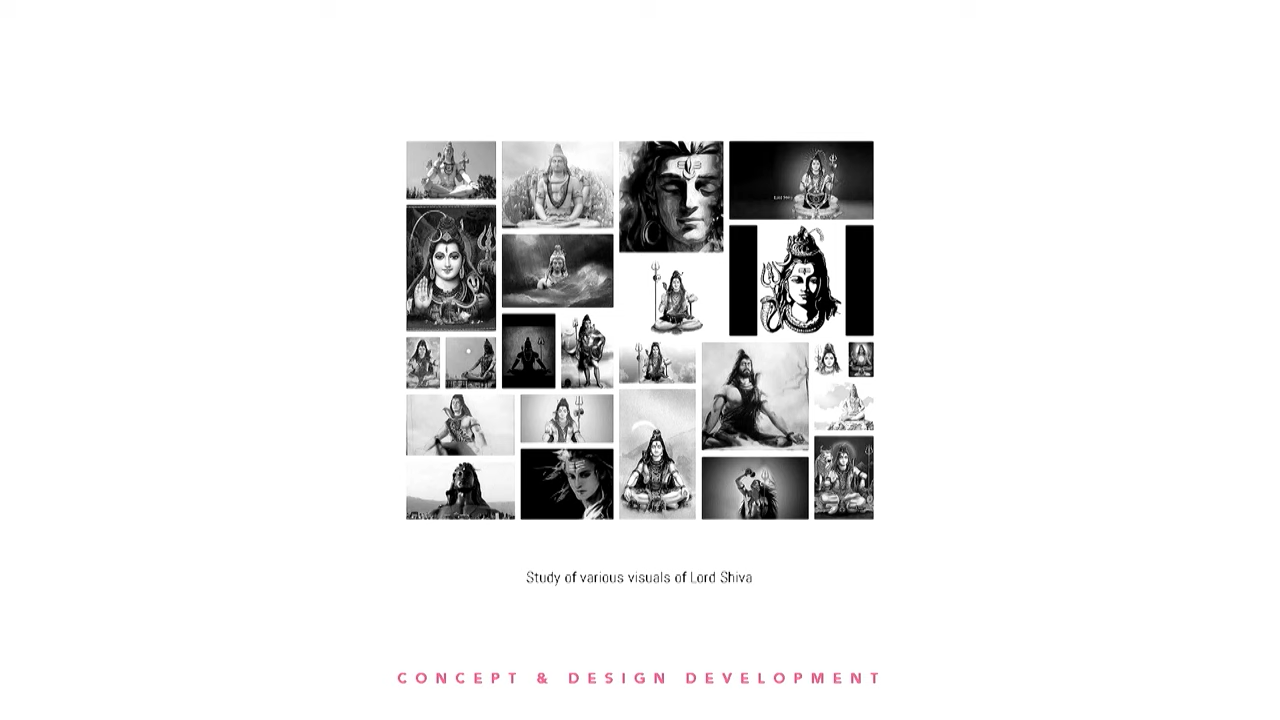 Study of various visuals of Lord Shiva
CONCEPT & DESIGN DEVELOPMENT